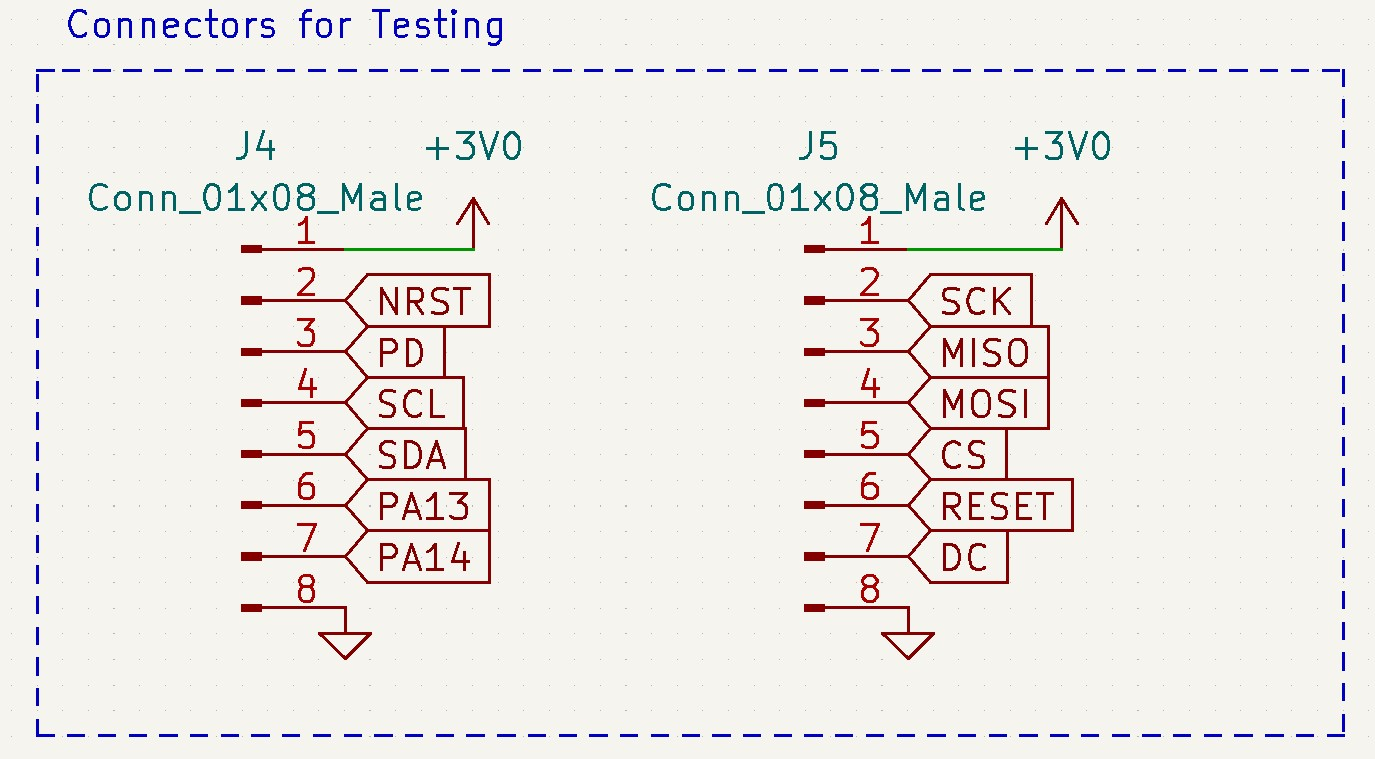 Connectors for Testing
J4
+3V0
Conn_01x08_Male
1
2
NRST
3
PD
4
SCL
5
SDA
6
PA13
7
PA14
8
J5
+3V0
Conn_01x08_Male
1
2
SCK
3
MISO
4
MOSI
5
CS
6
RESET
7
DC
8